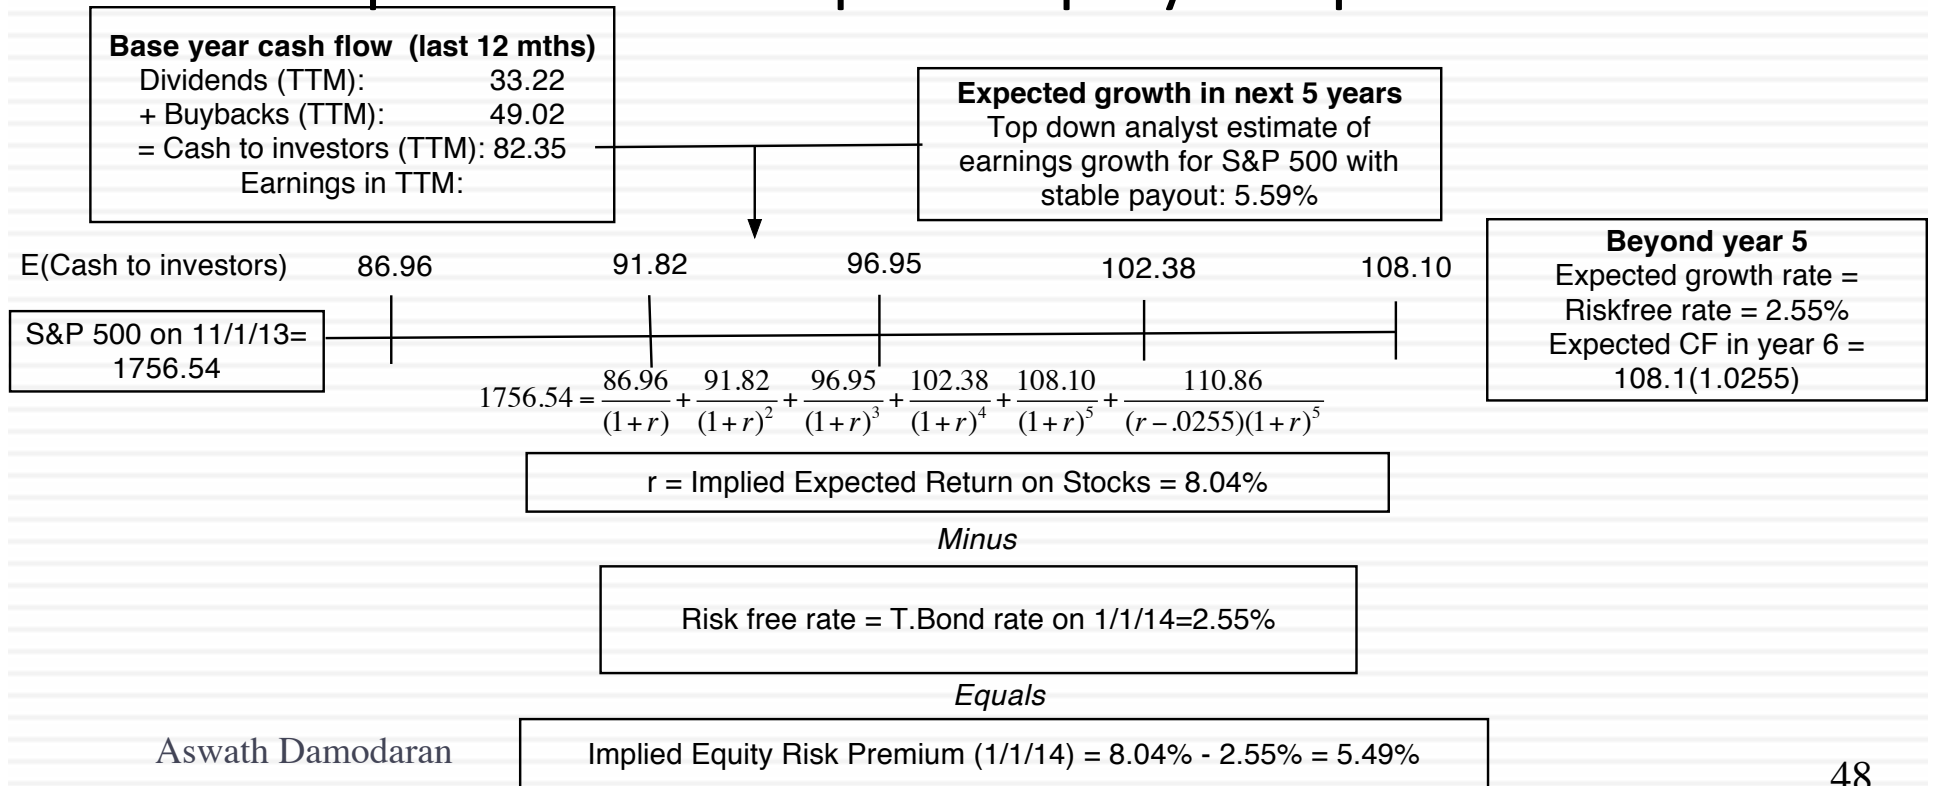 Base year cash flow (last 12 mths)
Dividends (TTM): 33.22
+ Buybacks (TTM): 49.02
= Cash to investors (TTM): 82.35
Earnings in TTM:
Expected growth in next 5 years
Top down analyst estimate of
earnings growth for S&P 500 with
stable payout: 5.59%
E(Cash to investors) 86.96 91.82 96.95 102.38 108.10
Beyond year 5
Expected growth rate =
Riskfree rate = 2.55%
Expected CF in year 6 =
108.1(1.0255)
S&P 500 on 11/1/13=
1756.54
1756.54 = 86.96/(1+r) + 91.82/(1+r)^2 + 96.95/(1+r)^3 + 102.38/(1+r)^4 + 108.10/(1+r)^5 + 110.86/((r−.0255)(1+r)^5)
r = Implied Expected Return on Stocks = 8.04%
Minus
Risk free rate = T.Bond rate on 1/1/14=2.55%
Equals
Implied Equity Risk Premium (1/1/14) = 8.04% - 2.55% = 5.49%
Aswath Damodaran
48